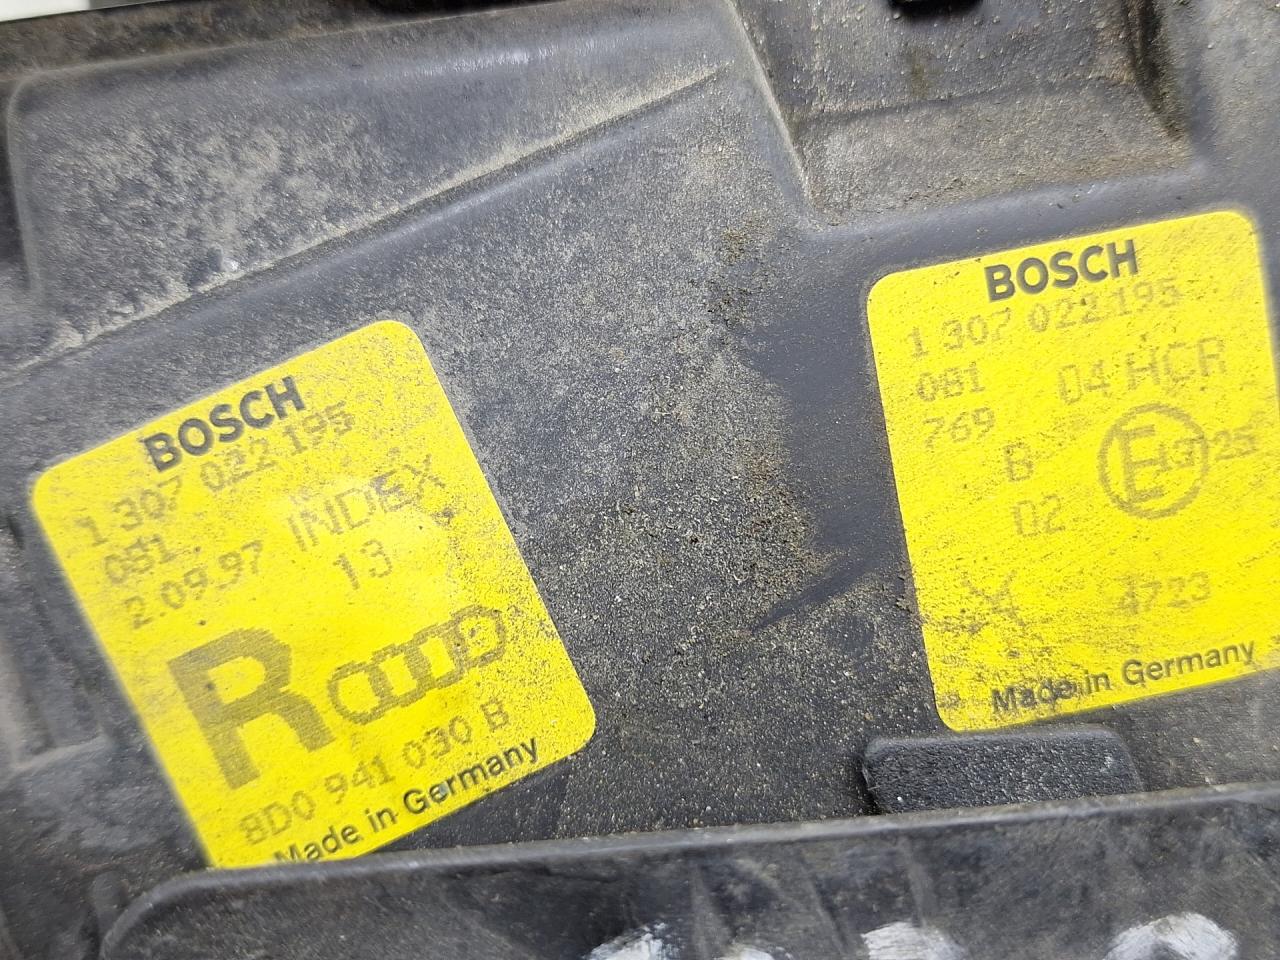 BOSCH
1 307 022 195
081
2.09.97 INDEX
13
R
8D0 941 030 B
Made in Germany
BOSCH
1 307 022 195
081 04 HCR
769
B E
02
4723
Made in Germany